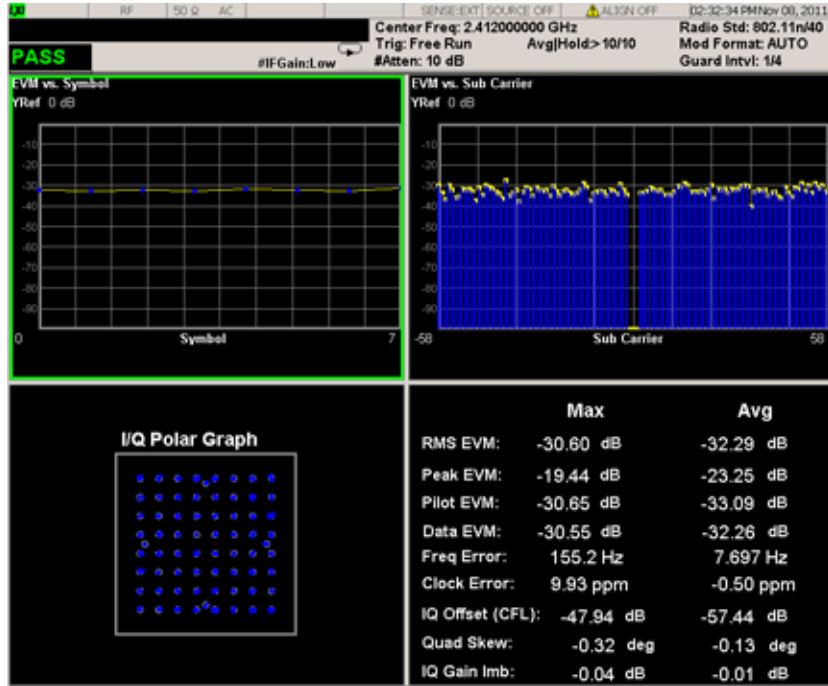 LXI RF 50 Ω AC SENSE:EXT SOURCE OFF ALIGN OFF 02:32:34 PM Nov 08, 2011
Center Freq: 2.412000000 GHz Radio Std: 802.11n/40
Trig: Free Run Avg|Hold:> 10/10 Mod Format: AUTO
PASS #IFGain:Low #Atten: 10 dB Guard Intvl: 1/4
EVM vs. Symbol
YRef 0 dB
-10
-20
-30
-40
-50
-60
-70
-80
-90
0 Symbol 7
EVM vs. Sub Carrier
YRef 0 dB
-10
-20
-30
-40
-50
-60
-70
-80
-90
-58 Sub Carrier 58
I/Q Polar Graph
Max Avg
RMS EVM: -30.60 dB -32.29 dB
Peak EVM: -19.44 dB -23.25 dB
Pilot EVM: -30.65 dB -33.09 dB
Data EVM: -30.55 dB -32.26 dB
Freq Error: 155.2 Hz 7.697 Hz
Clock Error: 9.93 ppm -0.50 ppm
IQ Offset (CFL): -47.94 dB -57.44 dB
Quad Skew: -0.32 deg -0.13 deg
IQ Gain Imb: -0.04 dB -0.01 dB